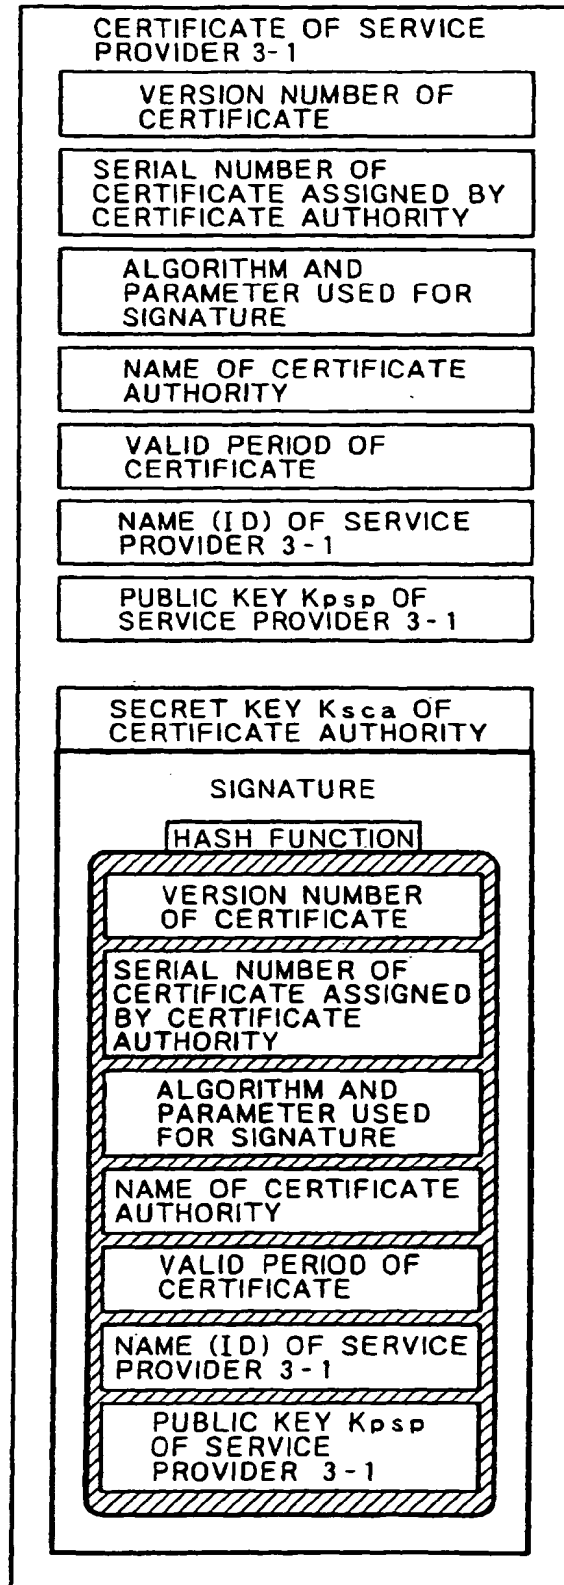 CERTIFICATE OF SERVICE
PROVIDER 3-1
VERSION NUMBER OF
CERTIFICATE
SERIAL NUMBER OF
CERTIFICATE ASSIGNED BY
CERTIFICATE AUTHORITY
ALGORITHM AND
PARAMETER USED FOR
SIGNATURE
NAME OF CERTIFICATE
AUTHORITY
VALID PERIOD OF
CERTIFICATE
NAME (ID) OF SERVICE
PROVIDER 3-1
PUBLIC KEY Kpsp OF
SERVICE PROVIDER 3-1
SECRET KEY Ksca OF
CERTIFICATE AUTHORITY
SIGNATURE
HASH FUNCTION
VERSION NUMBER
OF CERTIFICATE
SERIAL NUMBER OF
CERTIFICATE ASSIGNED
BY CERTIFICATE
AUTHORITY
ALGORITHM AND
PARAMETER USED
FOR SIGNATURE
NAME OF CERTIFICATE
AUTHORITY
VALID PERIOD OF
CERTIFICATE
NAME (ID) OF SERVICE
PROVIDER 3-1
PUBLIC KEY Kpsp
OF SERVICE
PROVIDER 3-1